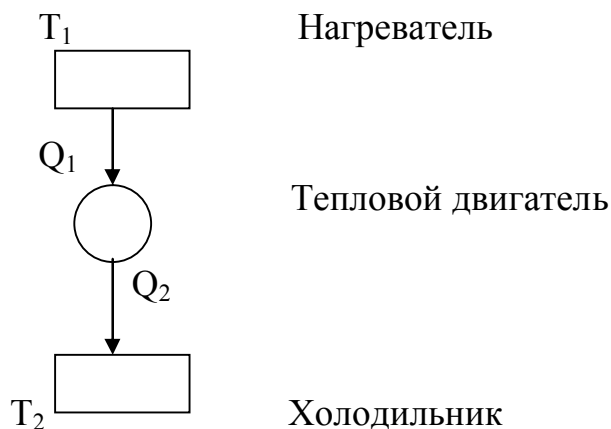 T₁ Нагреватель
Q₁
Тепловой двигатель
Q₂
T₂ Холодильник